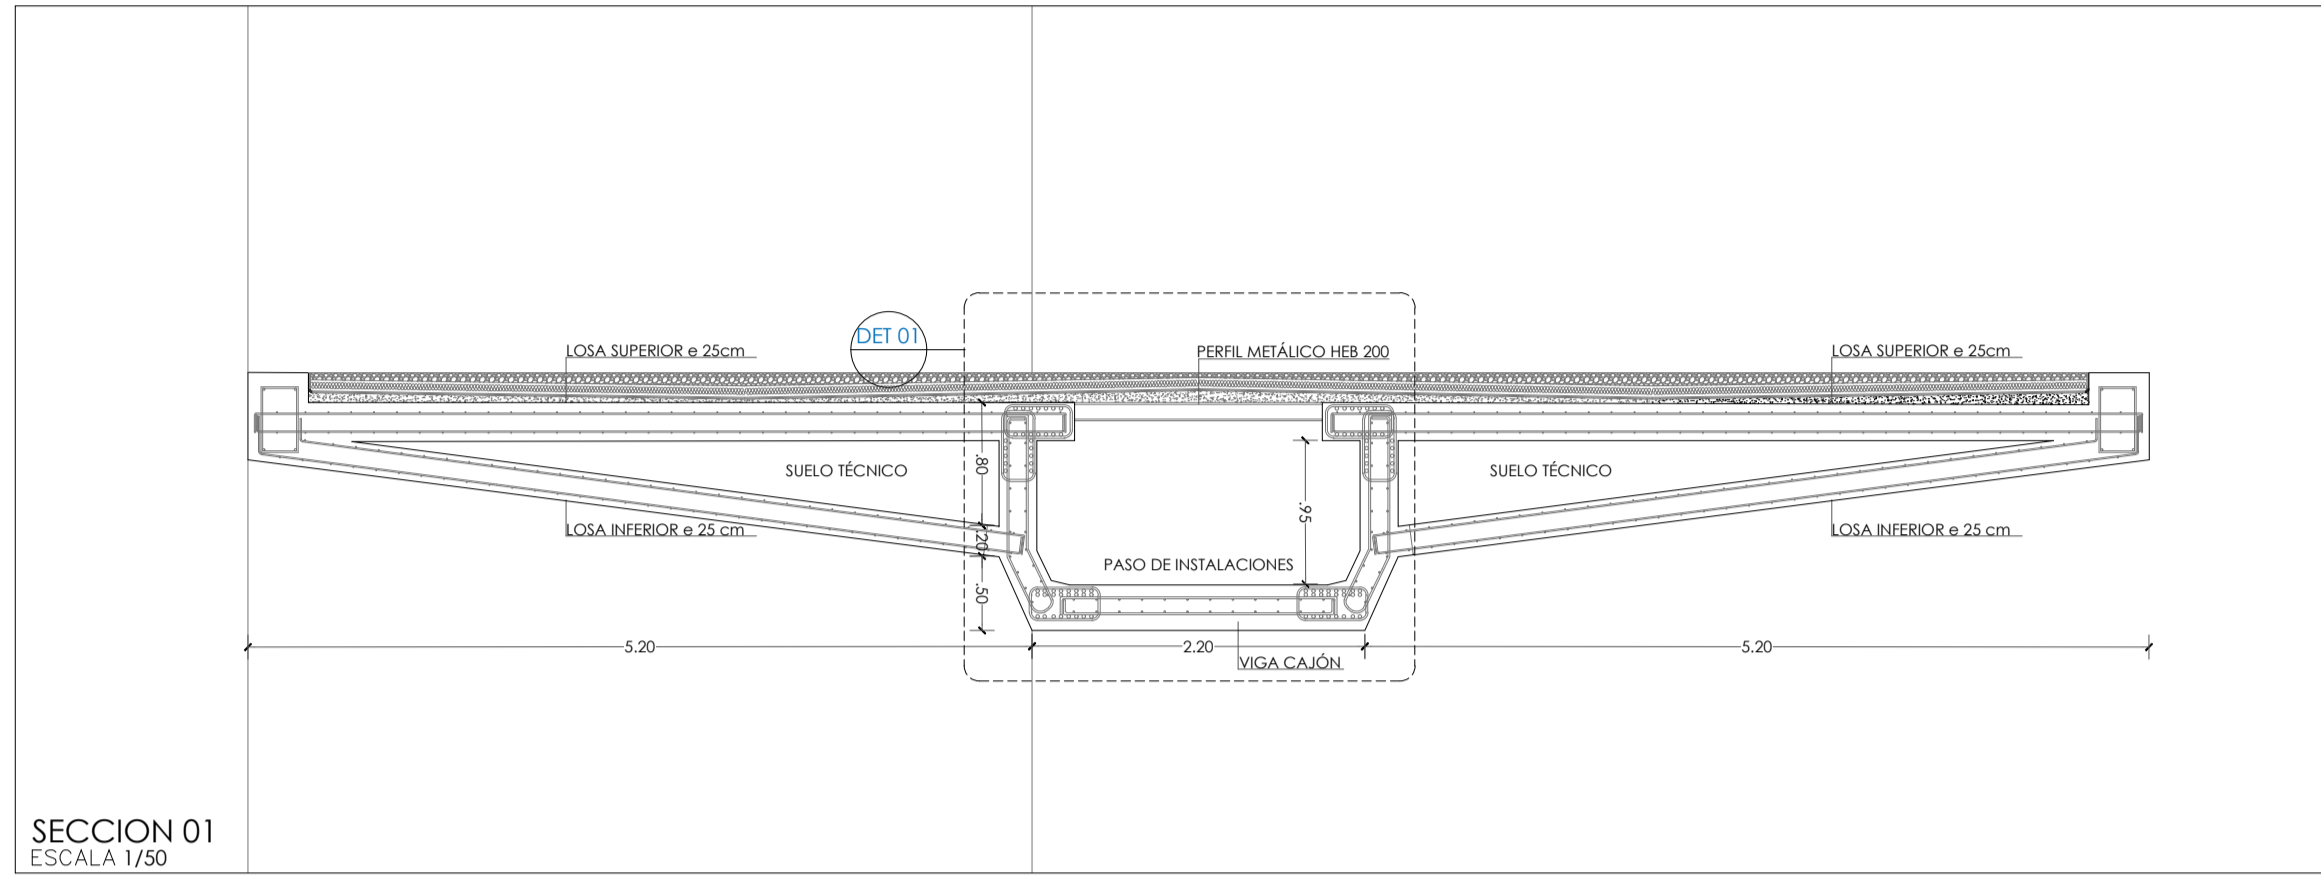 DET 01
LOSA SUPERIOR e 25cm
PERFIL METÁLICO HEB 200
LOSA SUPERIOR e 25cm
SUELO TÉCNICO
.80
SUELO TÉCNICO
.95
LOSA INFERIOR e 25 cm
.20
LOSA INFERIOR e 25 cm
PASO DE INSTALACIONES
.50
5.20
2.20
5.20
VIGA CAJÓN
SECCION 01
ESCALA 1/50